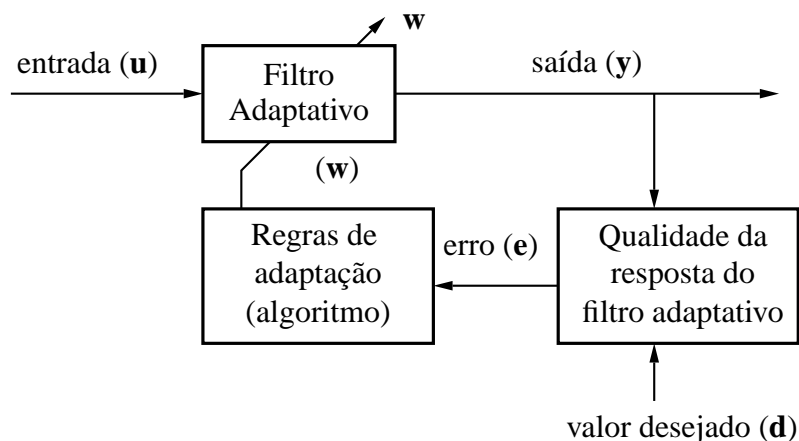 w
entrada (u)
Filtro
Adaptativo
saída (y)
(w)
Regras de
adaptação
(algoritmo)
erro (e)
Qualidade da
resposta do
filtro adaptativo
valor desejado (d)